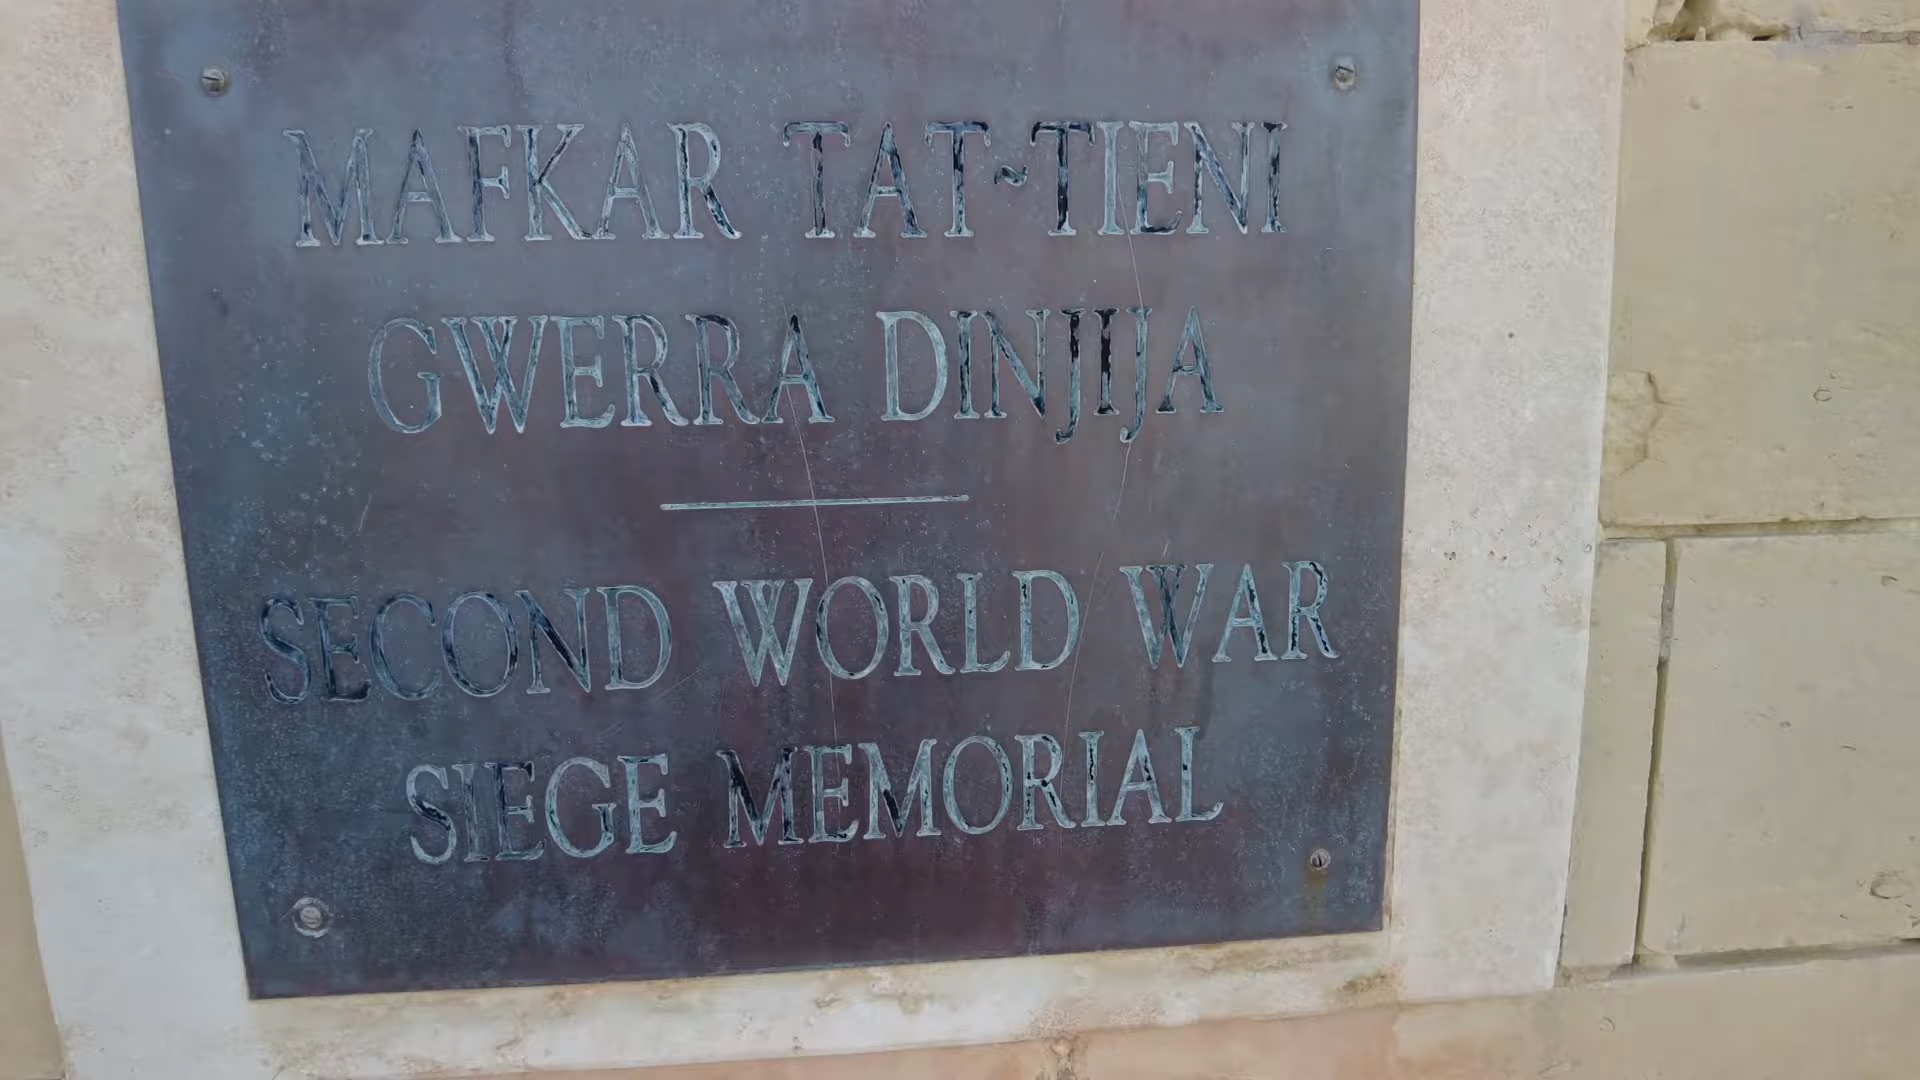 MAFKAR TAT~TIENI
GWERRA DINJIJA
SECOND WORLD WAR
SIEGE MEMORIAL